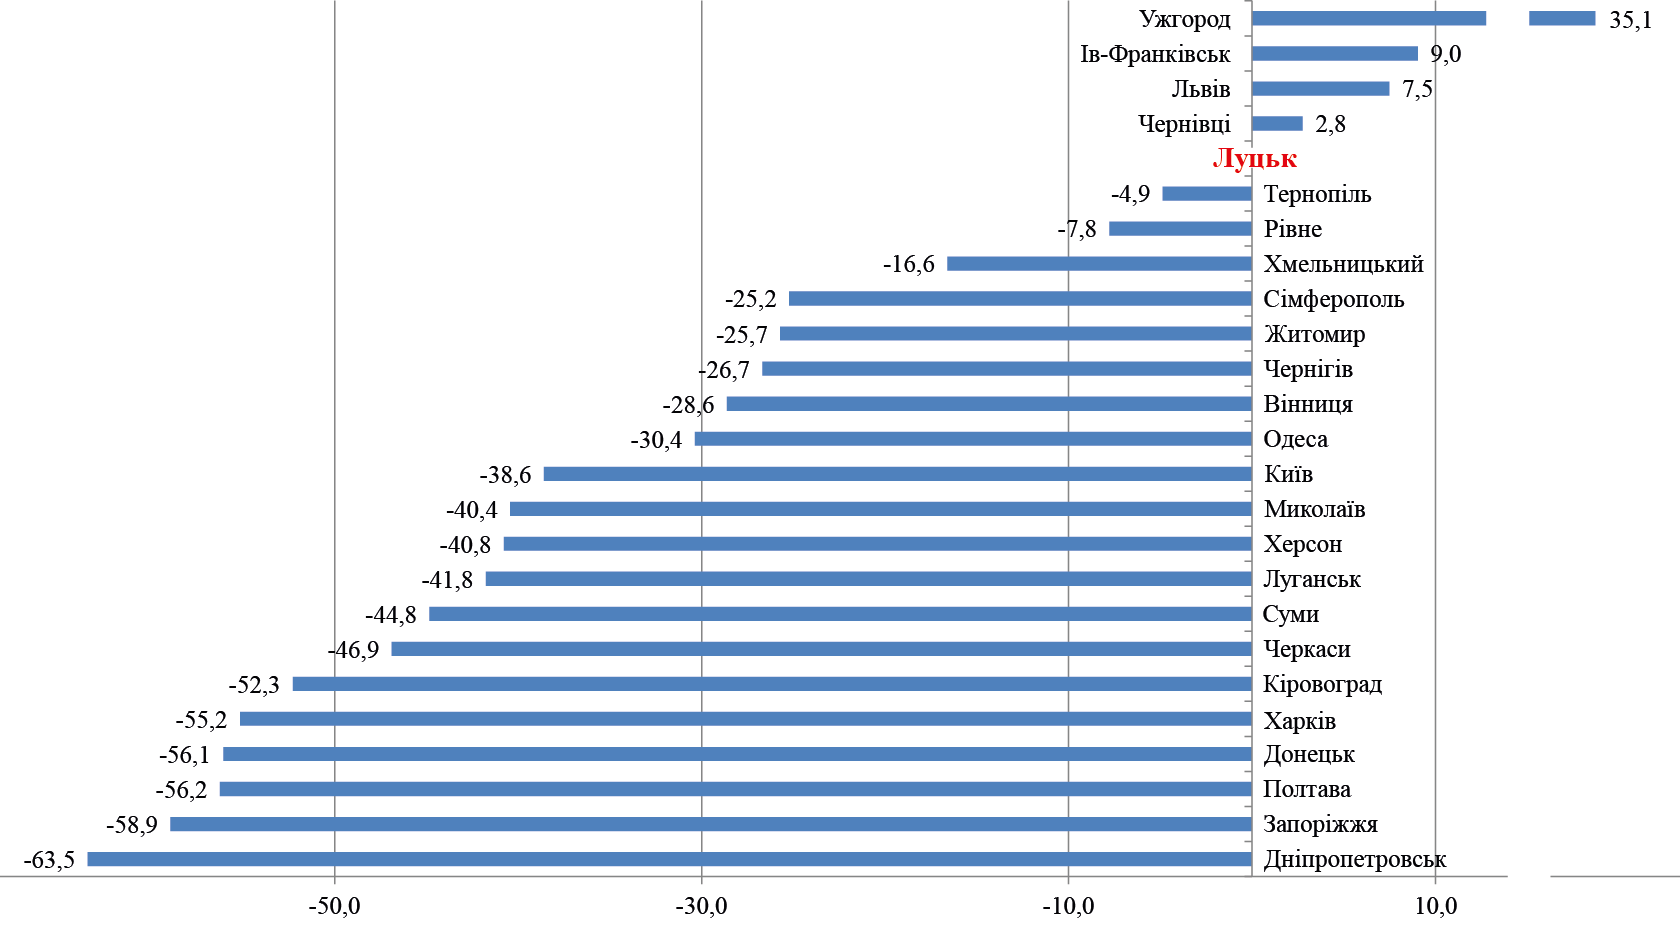 Ужгород 35,1
Ів-Франківськ 9,0
Львів 7,5
Чернівці 2,8
Луцьк
-4,9 Тернопіль
-7,8 Рівне
-16,6 Хмельницький
-25,2 Сімферополь
-25,7 Житомир
-26,7 Чернігів
-28,6 Вінниця
-30,4 Одеса
-38,6 Київ
-40,4 Миколаїв
-40,8 Херсон
-41,8 Луганськ
-44,8 Суми
-46,9 Черкаси
-52,3 Кіровоград
-55,2 Харків
-56,1 Донецьк
-56,2 Полтава
-58,9 Запоріжжя
-63,5 Дніпропетровськ
-50,0 -30,0 -10,0 10,0